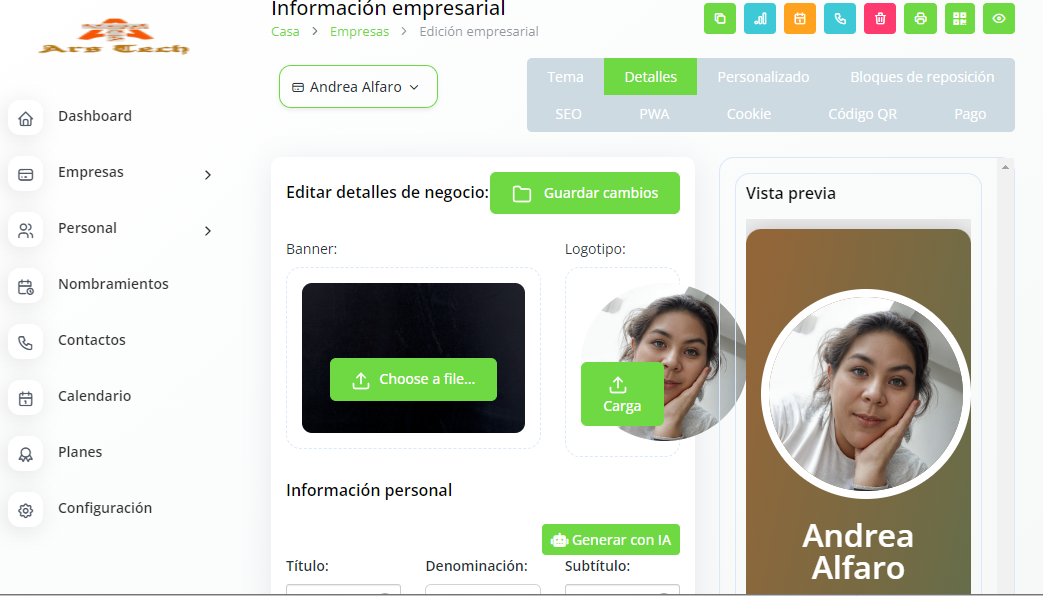 Ars Tech
Información empresarial
Casa > Empresas > Edición empresarial
Andrea Alfaro
Tema Detalles Personalizado Bloques de reposición
SEO PWA Cookie Código QR Pago
Dashboard
Empresas
Personal
Nombramientos
Contactos
Calendario
Planes
Configuración
Editar detalles de negocio:
Guardar cambios
Banner:
Logotipo:
Choose a file...
Carga
Información personal
Generar con IA
Título:
Denominación:
Subtítulo:
Vista previa
Andrea
Alfaro